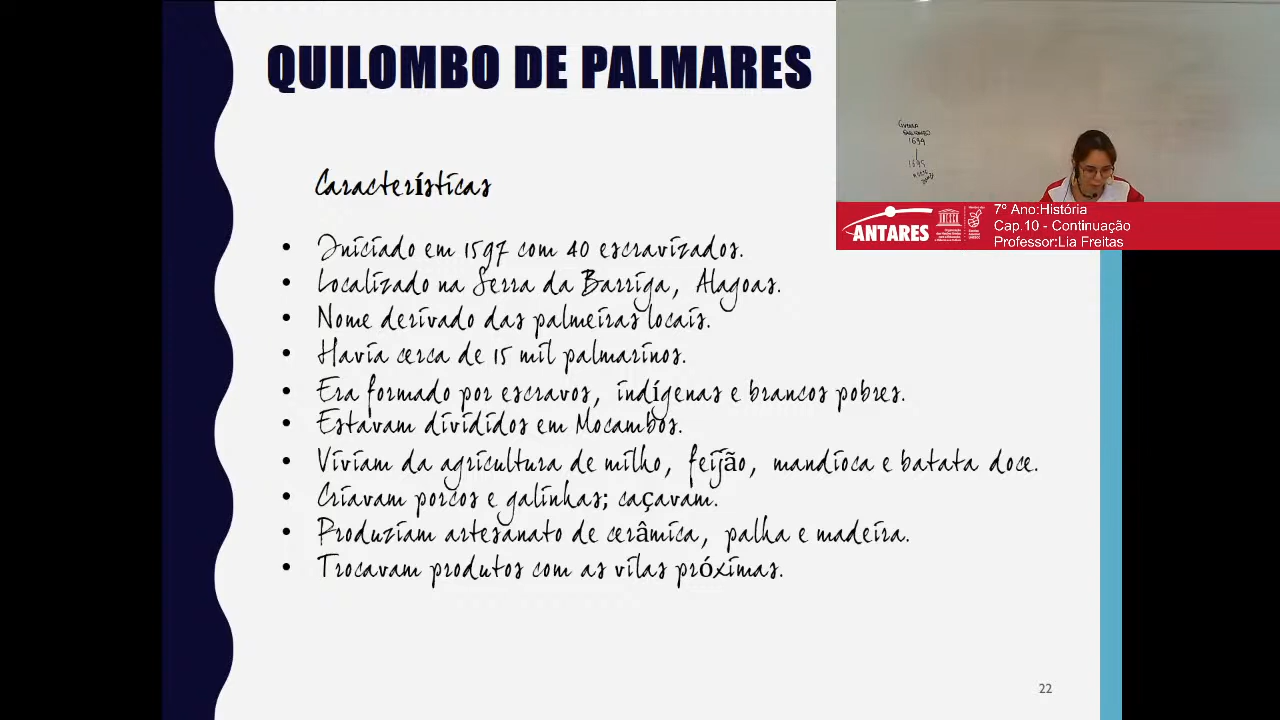 QUILOMBO DE PALMARES
Características
• Iniciado em 1597 com 40 escravizados.
• Localizado na Serra da Barriga, Alagoas.
• Nome derivado das palmeiras locais.
• Havia cerca de 15 mil palmarinos.
• Era formado por escravos, indígenas e brancos pobres.
• Estavam divididos em Mocambos.
• Viviam da agricultura de milho, feijão, mandioca e batata doce.
• Criavam porcos e galinhas; caçavam.
• Produziam artesanato de cerâmica, palha e madeira.
• Trocavam produtos com as vilas próximas.
22
1694
1695
ANTARES
7º Ano:História
Cap.10 - Continuação
Professor:Lia Freitas